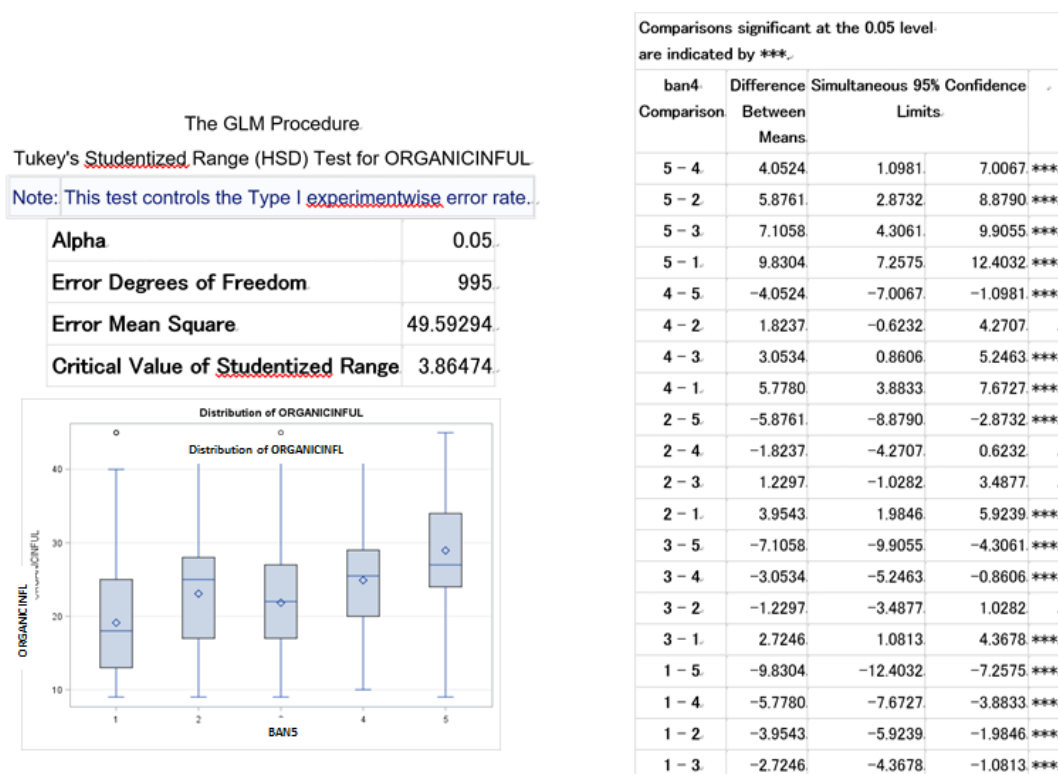 The GLM Procedure
Tukey's Studentized Range (HSD) Test for ORGANICINFUL
Note: This test controls the Type I experimentwise error rate.
Alpha 0.05
Error Degrees of Freedom 995
Error Mean Square 49.59294
Critical Value of Studentized Range 3.86474
Distribution of ORGANICINFUL
Distribution of ORGANICINFL
40
30
20
10
ORGANICINFL
1 2 4 5
BAN5
Comparisons significant at the 0.05 level
are indicated by ***.
ban4 Difference Simultaneous 95% Confidence
Comparison Between Limits
Means
5 - 4 4.0524 1.0981 7.0067 ***
5 - 2 5.8761 2.8732 8.8790 ***
5 - 3 7.1058 4.3061 9.9055 ***
5 - 1 9.8304 7.2575 12.4032 ***
4 - 5 -4.0524 -7.0067 -1.0981 ***
4 - 2 1.8237 -0.6232 4.2707
4 - 3 3.0534 0.8606 5.2463 ***
4 - 1 5.7780 3.8833 7.6727 ***
2 - 5 -5.8761 -8.8790 -2.8732 ***
2 - 4 -1.8237 -4.2707 0.6232
2 - 3 1.2297 -1.0282 3.4877
2 - 1 3.9543 1.9846 5.9239 ***
3 - 5 -7.1058 -9.9055 -4.3061 ***
3 - 4 -3.0534 -5.2463 -0.8606 ***
3 - 2 -1.2297 -3.4877 1.0282
3 - 1 2.7246 1.0813 4.3678 ***
1 - 5 -9.8304 -12.4032 -7.2575 ***
1 - 4 -5.7780 -7.6727 -3.8833 ***
1 - 2 -3.9543 -5.9239 -1.9846 ***
1 - 3 -2.7246 -4.3678 -1.0813 ***